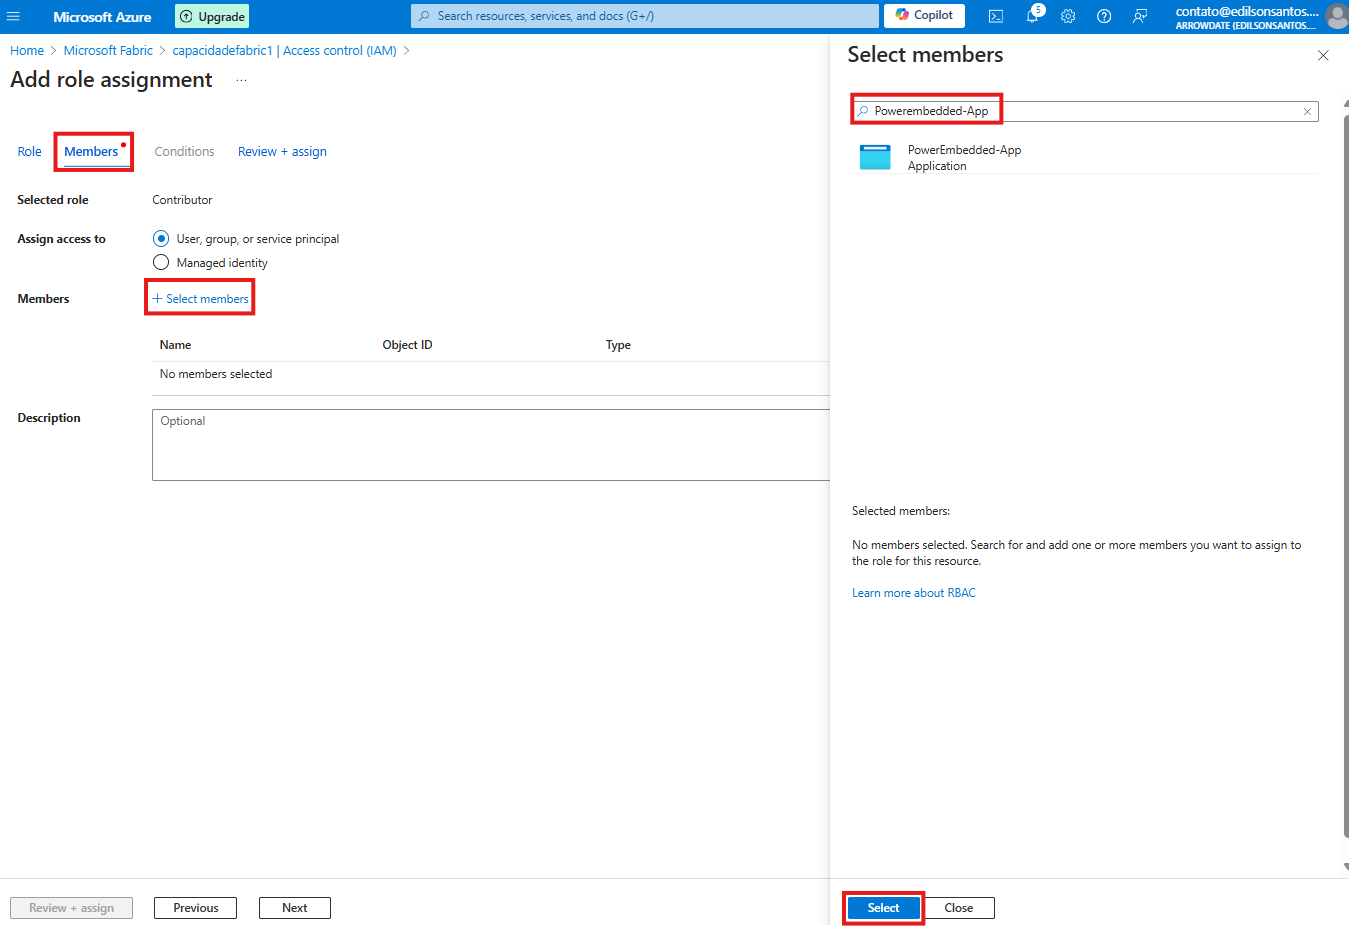 Microsoft Azure
Upgrade
Search resources, services, and docs (G+/)
Copilot
5
contato@edilsonsantos....
ARROWDATE (EDILSONSANTOS....
Home > Microsoft Fabric > capacidadefabric1 | Access control (IAM) >
Add role assignment ...
Role
Members
Conditions
Review + assign
Selected role
Contributor
Assign access to
User, group, or service principal
Managed identity
Members
+ Select members
Name
Object ID
Type
No members selected
Description
Optional
Review + assign
Previous
Next
Select members
Powerembedded-App
PowerEmbedded-App
Application
Selected members:
No members selected. Search for and add one or more members you want to assign to
the role for this resource.
Learn more about RBAC
Select
Close